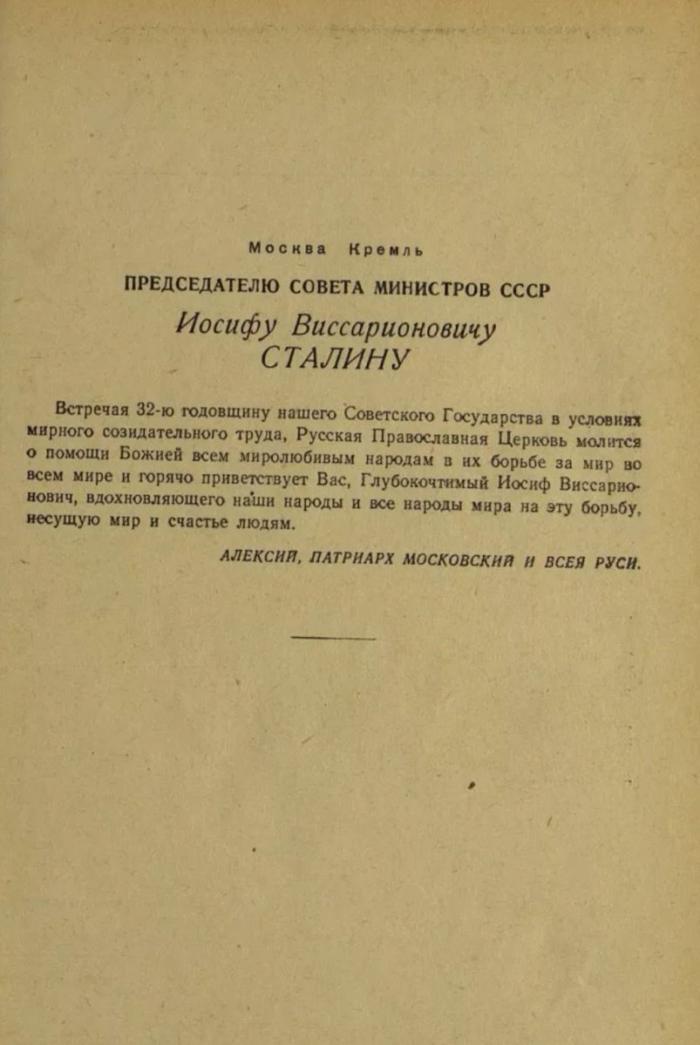 Москва Кремль
ПРЕДСЕДАТЕЛЮ СОВЕТА МИНИСТРОВ СССР
Иосифу Виссарионовичу
СТАЛИНУ
Встречая 32-ю годовщину нашего Советского Государства в условиях
мирного созидательного труда, Русская Православная Церковь молится
о помощи Божией всем миролюбивым народам в их борьбе за мир во
всем мире и горячо приветствует Вас, Глубокочтимый Иосиф Виссарио-
нович, вдохновляющего наши народы и все народы мира на эту борьбу,
несущую мир и счастье людям.
АЛЕКСИЙ, ПАТРИАРХ МОСКОВСКИЙ И ВСЕЯ РУСИ.